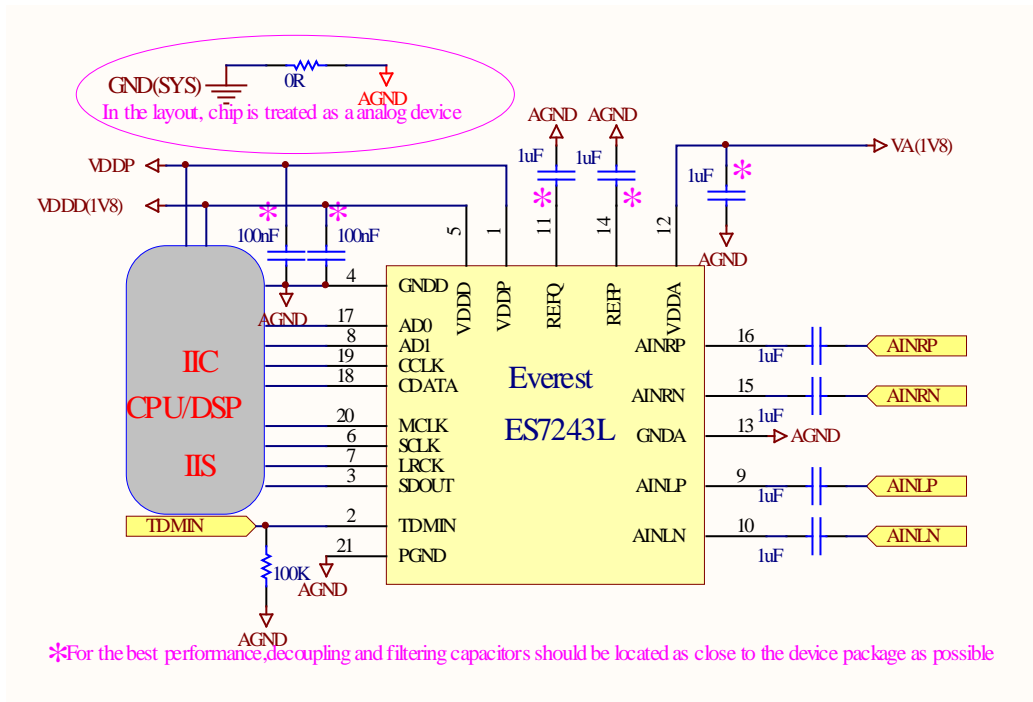 GND(SYS)
0R
AGND
In the layout, chip is treated as a analog device
AGND
AGND
1uF
1uF
*
*
VA(1V8)
1uF
*
AGND
VDDP
VDDD(1V8)
*
*
100nF
100nF
5
1
11
14
12
4
GNDD
VDDD
VDDP
REFQ
REFP
VDDA
AGND
17
AD0
8
AD1
19
CCLK
18
CDATA
20
MCLK
6
SCLK
7
LRCK
3
SDOUT
2
TDMIN
21
PGND
IIC
CPU/DSP
IIS
Everest
ES7243L
AINRP
16
1uF
AINRP
AINRN
15
1uF
AINRN
GNDA
13
AGND
AINLP
9
1uF
AINLP
AINLN
10
1uF
AINLN
TDMIN
100K
AGND
AGND
*For the best performance,decoupling and filtering capacitors should be located as close to the device package as possible